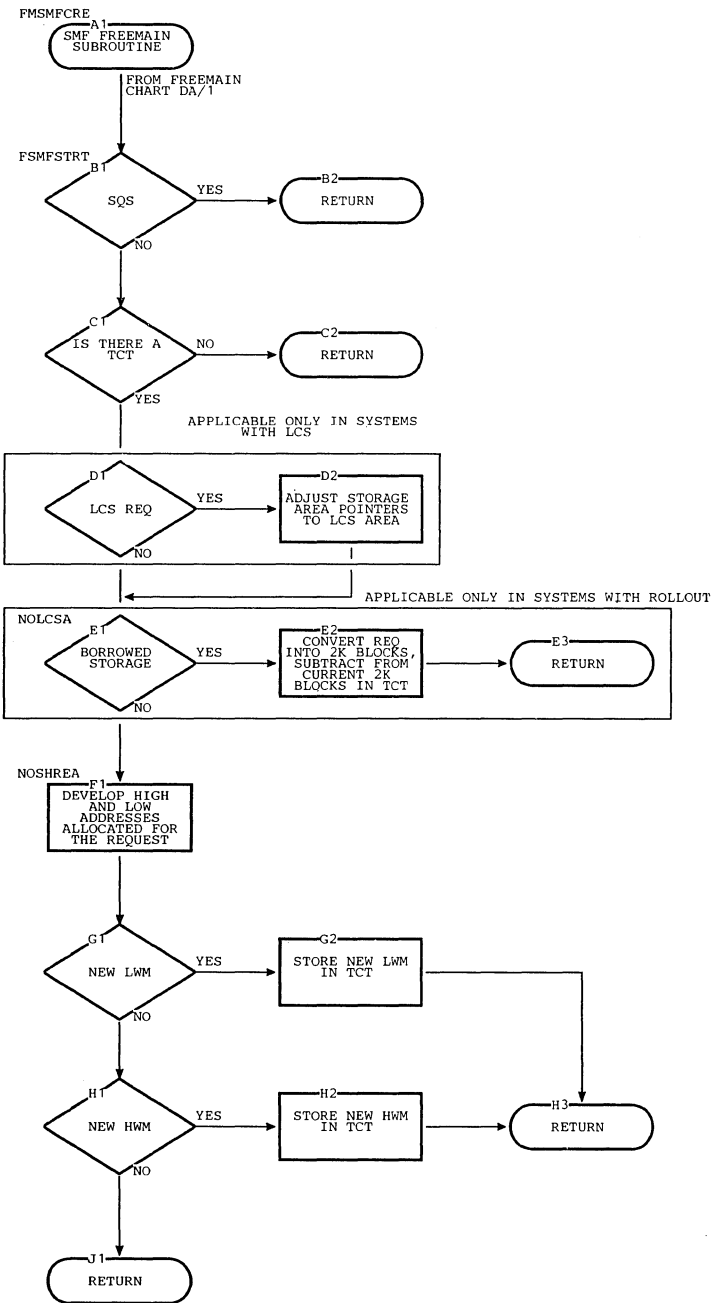 FMSMFCRE
A1
SMF FREEMAIN
SUBROUTINE
FROM FREEMAIN
CHART DA/1
FSMFSTRT
B1
SQS
YES
NO
B2
RETURN
C1
IS THERE A
TCT
NO
YES
C2
RETURN
APPLICABLE ONLY IN SYSTEMS
WITH LCS
D1
LCS REQ
YES
NO
D2
ADJUST STORAGE
AREA POINTERS
TO LCS AREA
APPLICABLE ONLY IN SYSTEMS WITH ROLLOUT
NOLCSA
E1
BORROWED
STORAGE
YES
NO
E2
CONVERT REQ
INTO 2K BLOCKS,
SUBTRACT FROM
CURRENT 2K
BLOCKS IN TCT
E3
RETURN
NOSHREA
F1
DEVELOP HIGH
AND LOW
ADDRESSES
ALLOCATED FOR
THE REQUEST
G1
NEW LWM
YES
NO
G2
STORE NEW LWM
IN TCT
H1
NEW HWM
YES
NO
H2
STORE NEW HWM
IN TCT
H3
RETURN
J1
RETURN